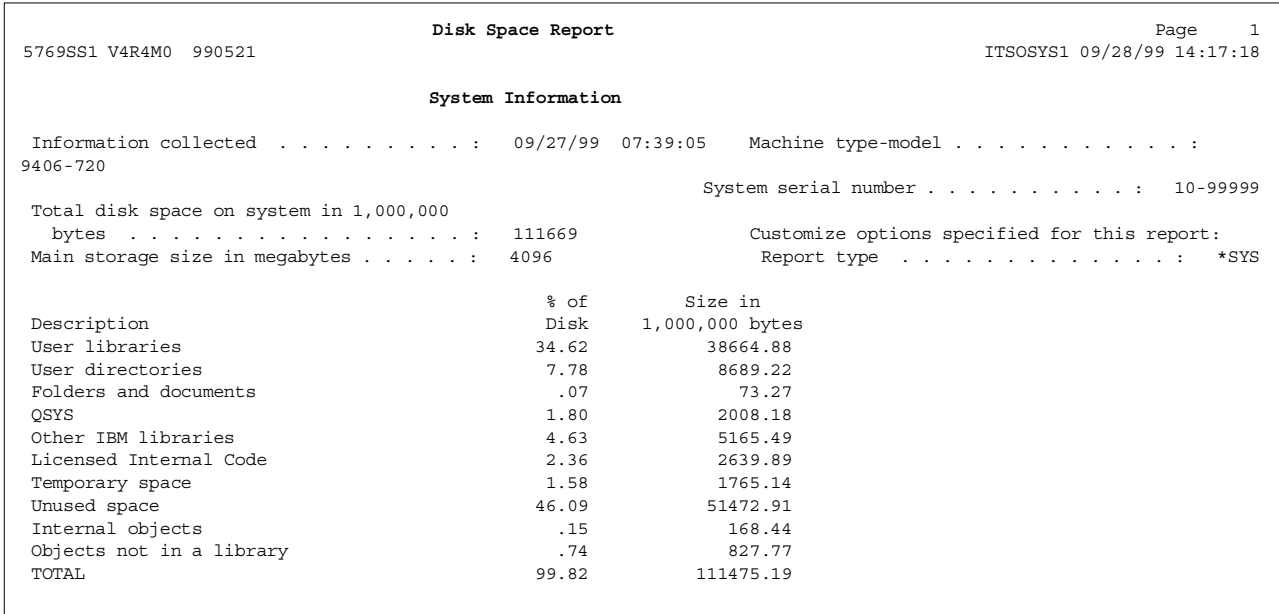 Disk Space Report Page 1
5769SS1 V4R4M0 990521 ITSOSYS1 09/28/99 14:17:18
System Information
Information collected . . . . . . . . . : 09/27/99 07:39:05 Machine type-model . . . . . . . . . . . :
9406-720
System serial number . . . . . . . . . . : 10-99999
Total disk space on system in 1,000,000
bytes . . . . . . . . . . . . . . . . : 111669 Customize options specified for this report:
Main storage size in megabytes . . . . . : 4096 Report type . . . . . . . . . . . . . : *SYS
% of Size in
Description Disk 1,000,000 bytes
User libraries 34.62 38664.88
User directories 7.78 8689.22
Folders and documents .07 73.27
QSYS 1.80 2008.18
Other IBM libraries 4.63 5165.49
Licensed Internal Code 2.36 2639.89
Temporary space 1.58 1765.14
Unused space 46.09 51472.91
Internal objects .15 168.44
Objects not in a library .74 827.77
TOTAL 99.82 111475.19